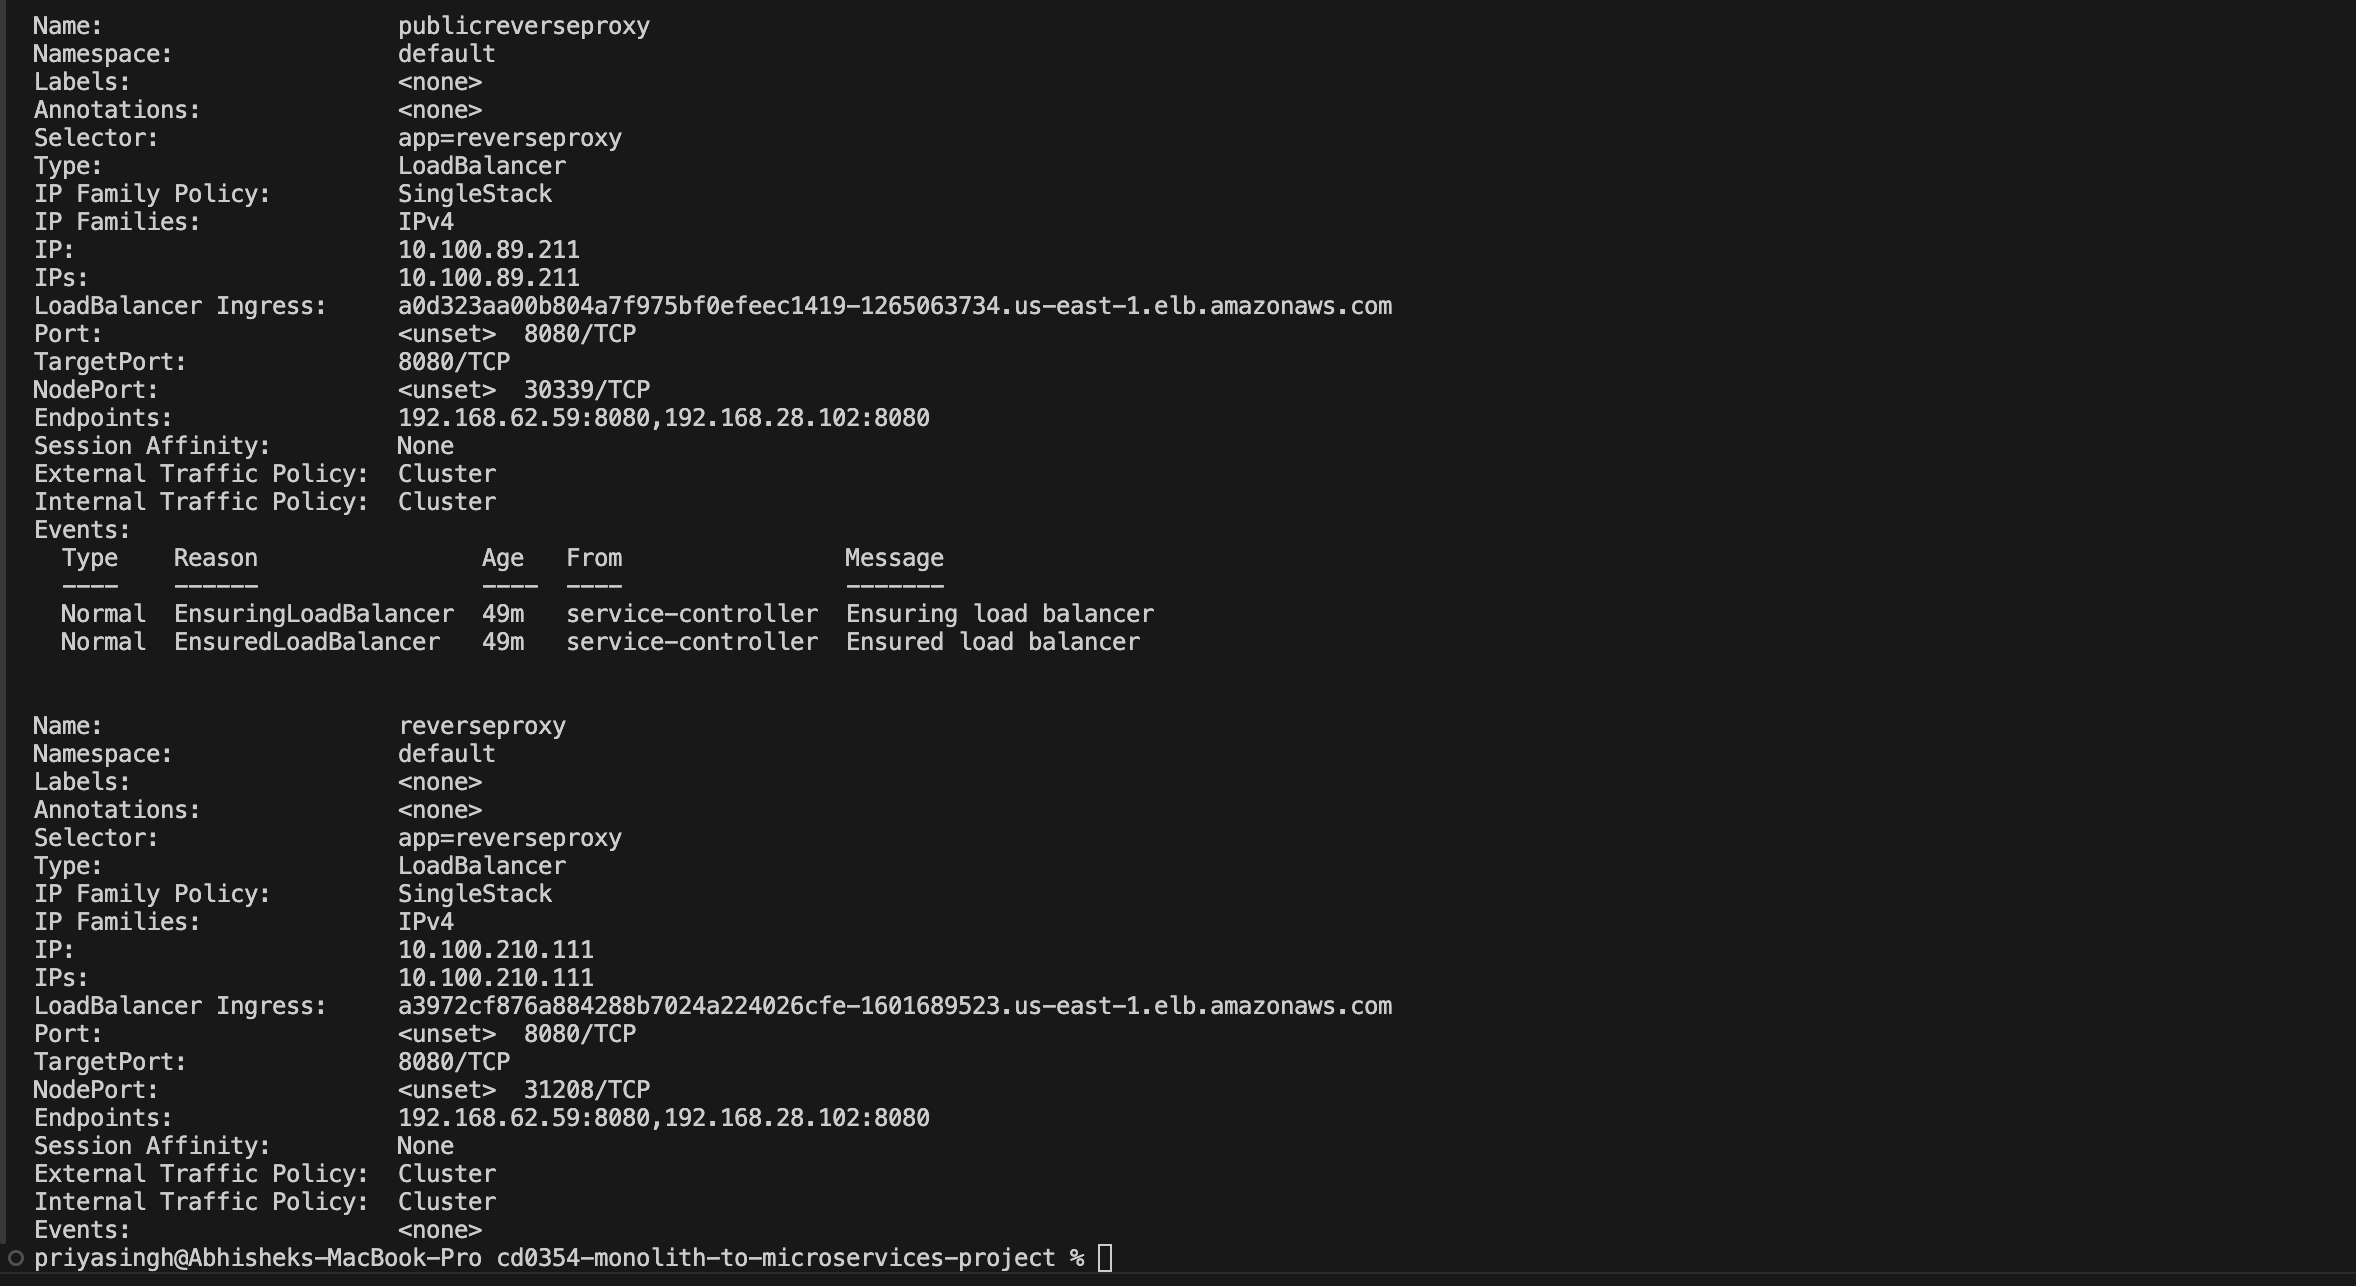 Name:                     publicreverseproxy
Namespace:                default
Labels:                   <none>
Annotations:              <none>
Selector:                 app=reverseproxy
Type:                     LoadBalancer
IP Family Policy:         SingleStack
IP Families:              IPv4
IP:                       10.100.89.211
IPs:                      10.100.89.211
LoadBalancer Ingress:     a0d323aa00b804a7f975bf0efeec1419-1265063734.us-east-1.elb.amazonaws.com
Port:                     <unset>  8080/TCP
TargetPort:               8080/TCP
NodePort:                 <unset>  30339/TCP
Endpoints:                192.168.62.59:8080,192.168.28.102:8080
Session Affinity:         None
External Traffic Policy:  Cluster
Internal Traffic Policy:  Cluster
Events:
  Type    Reason                Age   From                Message
  ----    ------                ----  ----                -------
  Normal  EnsuringLoadBalancer  49m   service-controller  Ensuring load balancer
  Normal  EnsuredLoadBalancer   49m   service-controller  Ensured load balancer
Name:                     reverseproxy
Namespace:                default
Labels:                   <none>
Annotations:              <none>
Selector:                 app=reverseproxy
Type:                     LoadBalancer
IP Family Policy:         SingleStack
IP Families:              IPv4
IP:                       10.100.210.111
IPs:                      10.100.210.111
LoadBalancer Ingress:     a3972cf876a884288b7024a224026cfe-1601689523.us-east-1.elb.amazonaws.com
Port:                     <unset>  8080/TCP
TargetPort:               8080/TCP
NodePort:                 <unset>  31208/TCP
Endpoints:                192.168.62.59:8080,192.168.28.102:8080
Session Affinity:         None
External Traffic Policy:  Cluster
Internal Traffic Policy:  Cluster
Events:                   <none>
priyasingh@Abhisheks-MacBook-Pro cd0354-monolith-to-microservices-project %